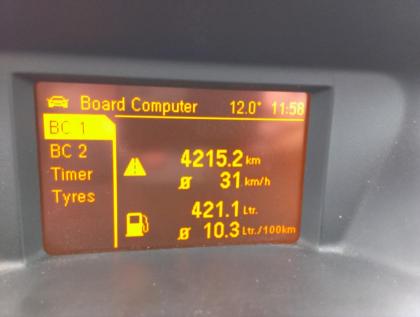 Board Computer 12.0° 11:58
BC 1
BC 2
Timer
Tyres
4215.2 km
Ø 31 km/h
421.1 Ltr.
Ø 10.3 Ltr./100km